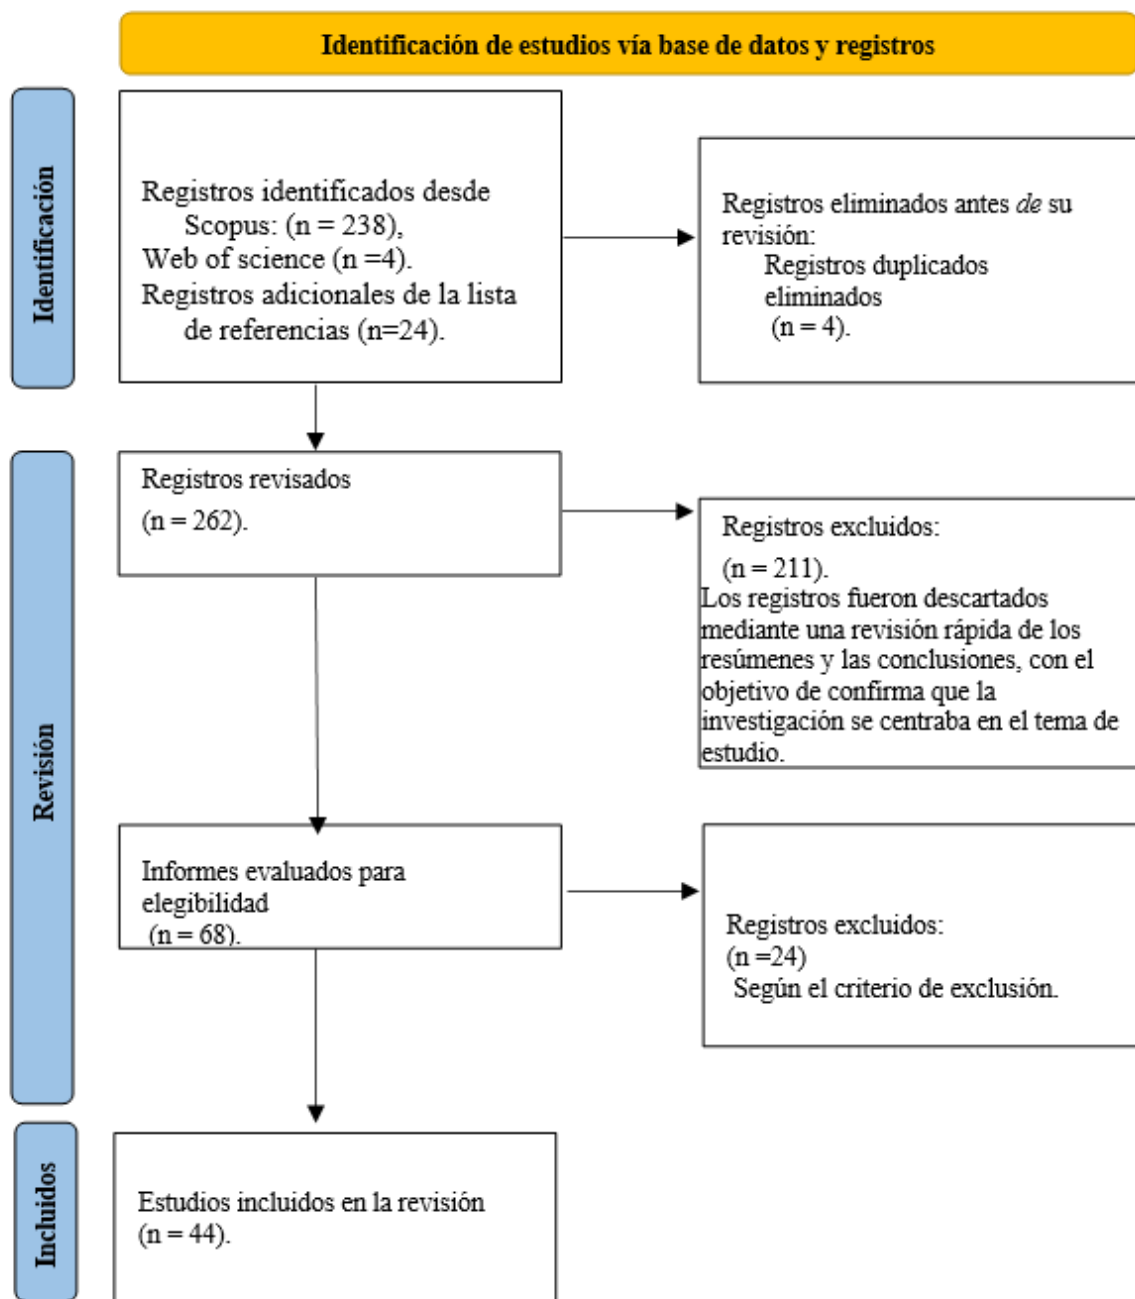 Identificación de estudios vía base de datos y registros
Identificación
Registros identificados desde
Scopus: (n = 238),
Web of science (n =4).
Registros adicionales de la lista
de referencias (n=24).
Registros eliminados antes de su
revisión:
Registros duplicados
eliminados
(n = 4).
Revisión
Registros revisados
(n = 262).
Registros excluidos:
(n = 211).
Los registros fueron descartados
mediante una revisión rápida de los
resúmenes y las conclusiones, con el
objetivo de confirma que la
investigación se centraba en el tema de
estudio.
Informes evaluados para
elegibilidad
(n = 68).
Registros excluidos:
(n =24)
Según el criterio de exclusión.
Incluidos
Estudios incluidos en la revisión
(n = 44).